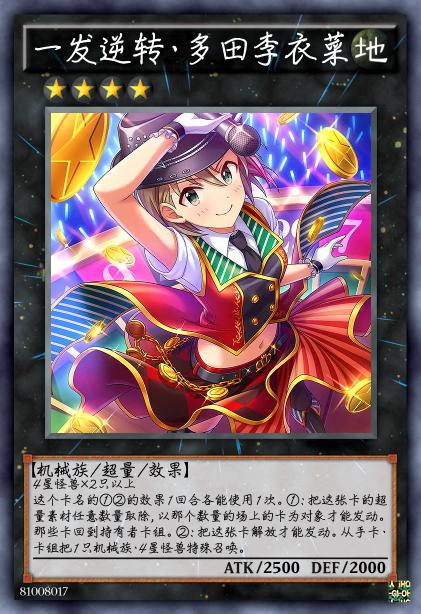 一发逆转·多田李衣菜
地
【机械族/超量/效果】
4星怪兽×2只以上
这个卡名的①②的效果1回合各能使用1次。①:把这张卡的超
量素材任意数量取除,以那个数量的场上的卡为对象才能发动。
那些卡回到持有者卡组。②:把这张卡解放才能发动。从手卡·
卡组把1只机械族·4星怪兽特殊召唤。
ATK/2500 DEF/2000
81008017